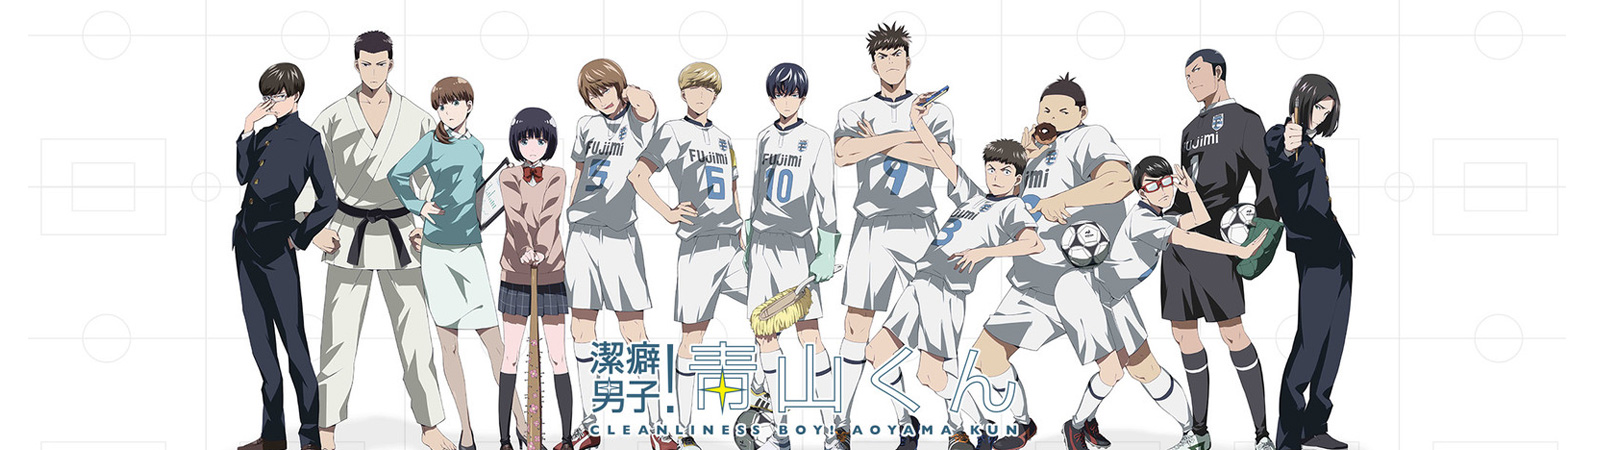 FUJIMI
5
FUJIMI
6
FUJIMI
10
FUJIMI
9
8
潔癖
男子!青山くん
CLEANLINESS BOY! AOYAMA KUN